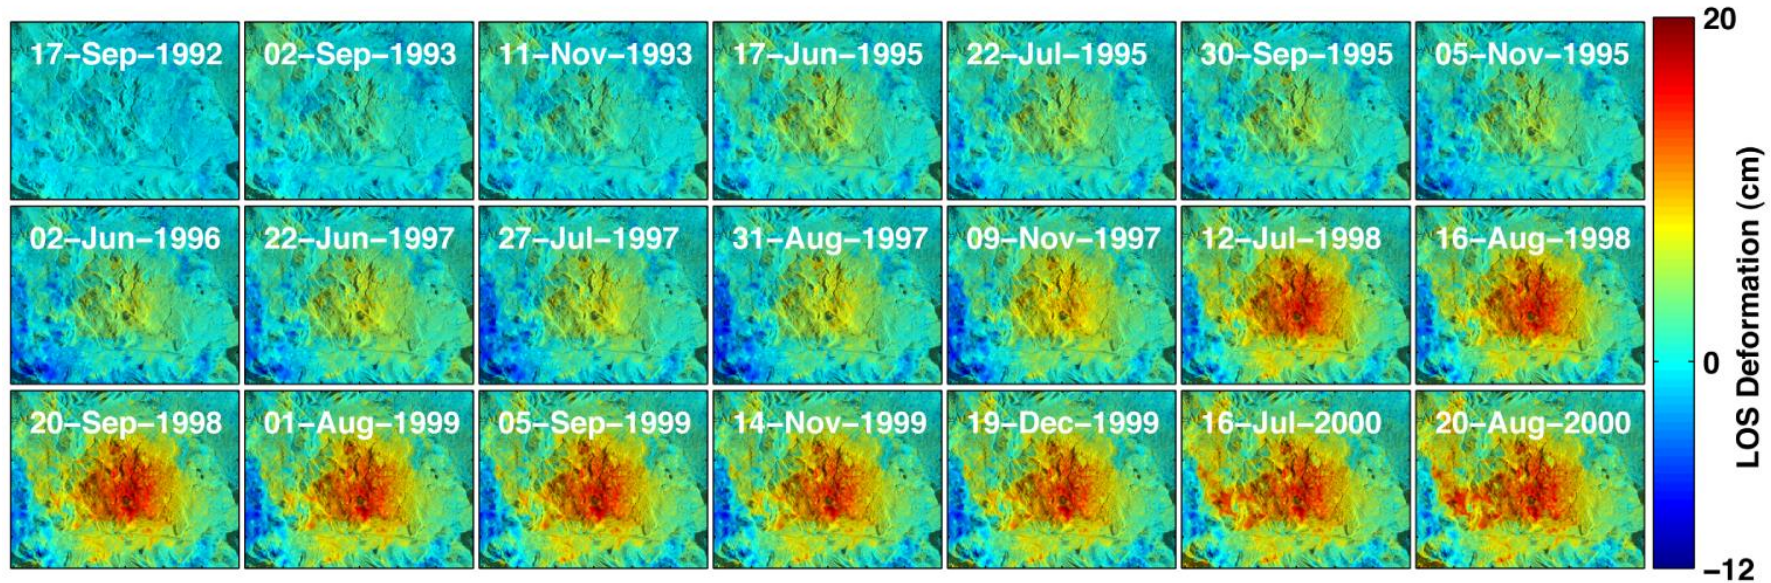 17–Sep–1992 02–Sep–1993 11–Nov–1993 17–Jun–1995 22–Jul–1995 30–Sep–1995 05–Nov–1995
02–Jun–1996 22–Jun–1997 27–Jul–1997 31–Aug–1997 09–Nov–1997 12–Jul–1998 16–Aug–1998
20–Sep–1998 01–Aug–1999 05–Sep–1999 14–Nov–1999 19–Dec–1999 16–Jul–2000 20–Aug–2000
20
0
–12
LOS Deformation (cm)